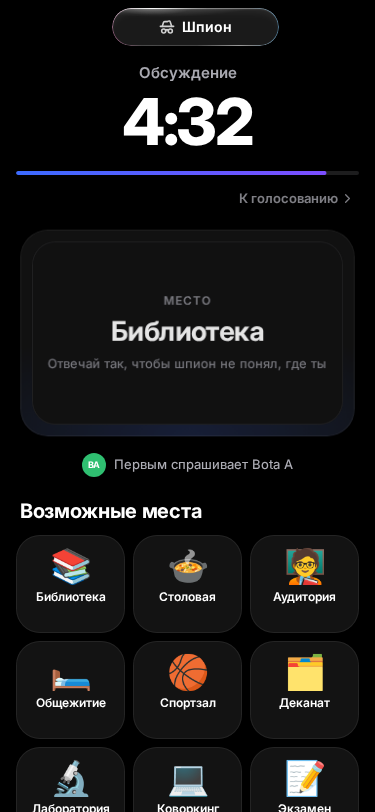 Шпион
Обсуждение
4:32
К голосованию
МЕСТО
Библиотека
Отвечай так, чтобы шпион не понял, где ты
BA
Первым спрашивает Bota A
Возможные места
Библиотека
Столовая
Аудитория
Общежитие
Спортзал
Деканат
Лаборатория
Коворкинг
Экзамен